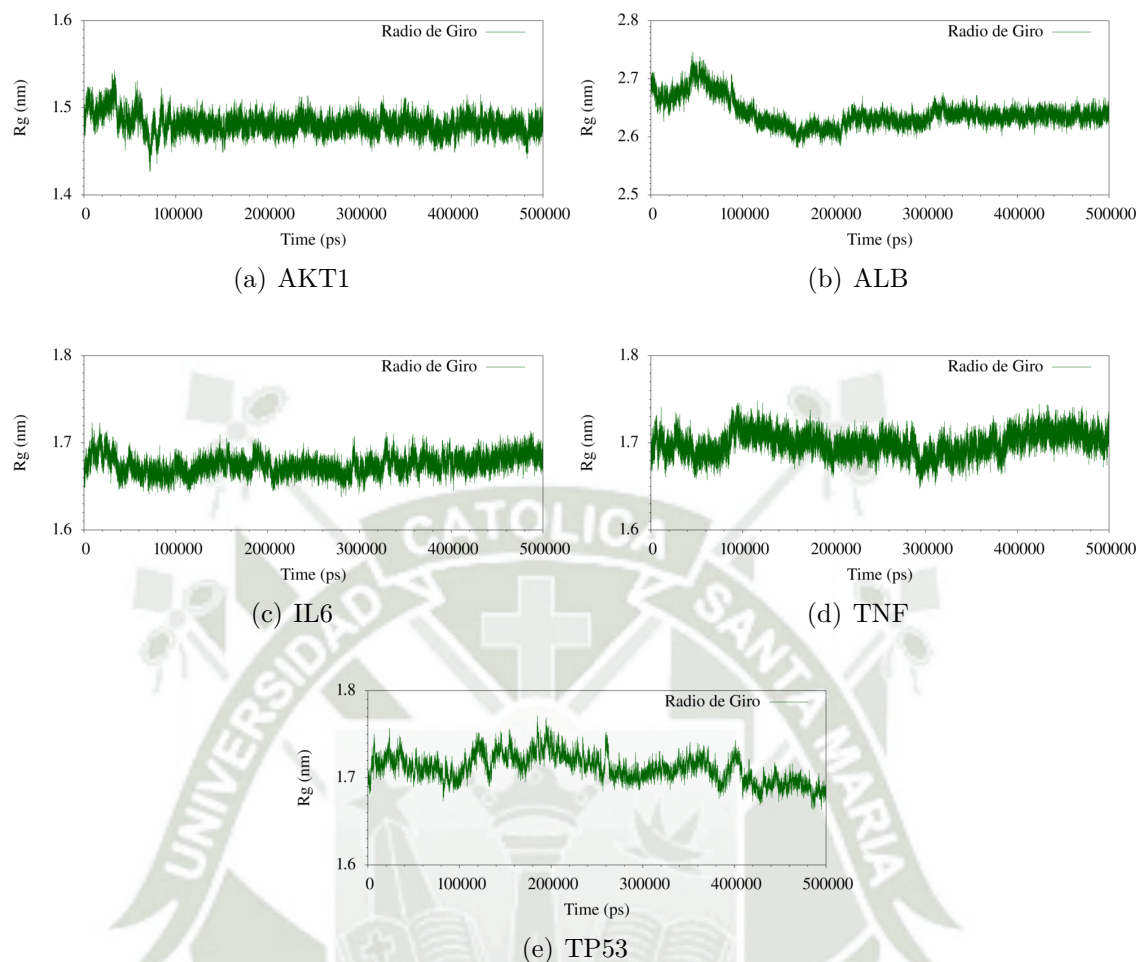 Radio de Giro
Rg (nm)
1.6
1.5
1.4
0 100000 200000 300000 400000 500000
Time (ps)
(a) AKT1
Radio de Giro
Rg (nm)
2.8
2.7
2.6
2.5
0 100000 200000 300000 400000 500000
Time (ps)
(b) ALB
Radio de Giro
Rg (nm)
1.8
1.7
1.6
0 100000 200000 300000 400000 500000
Time (ps)
(c) IL6
Radio de Giro
Rg (nm)
1.8
1.7
1.6
0 100000 200000 300000 400000 500000
Time (ps)
(d) TNF
Radio de Giro
Rg (nm)
1.8
1.7
1.6
0 100000 200000 300000 400000 500000
Time (ps)
(e) TP53
UNIVERSIDAD CATOLICA SANTA MARIA